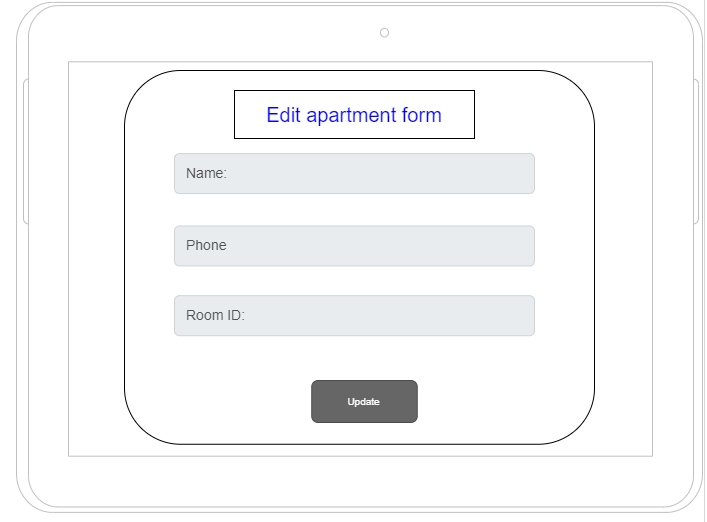 Edit apartment form
Name:
Phone
Room ID:
Update